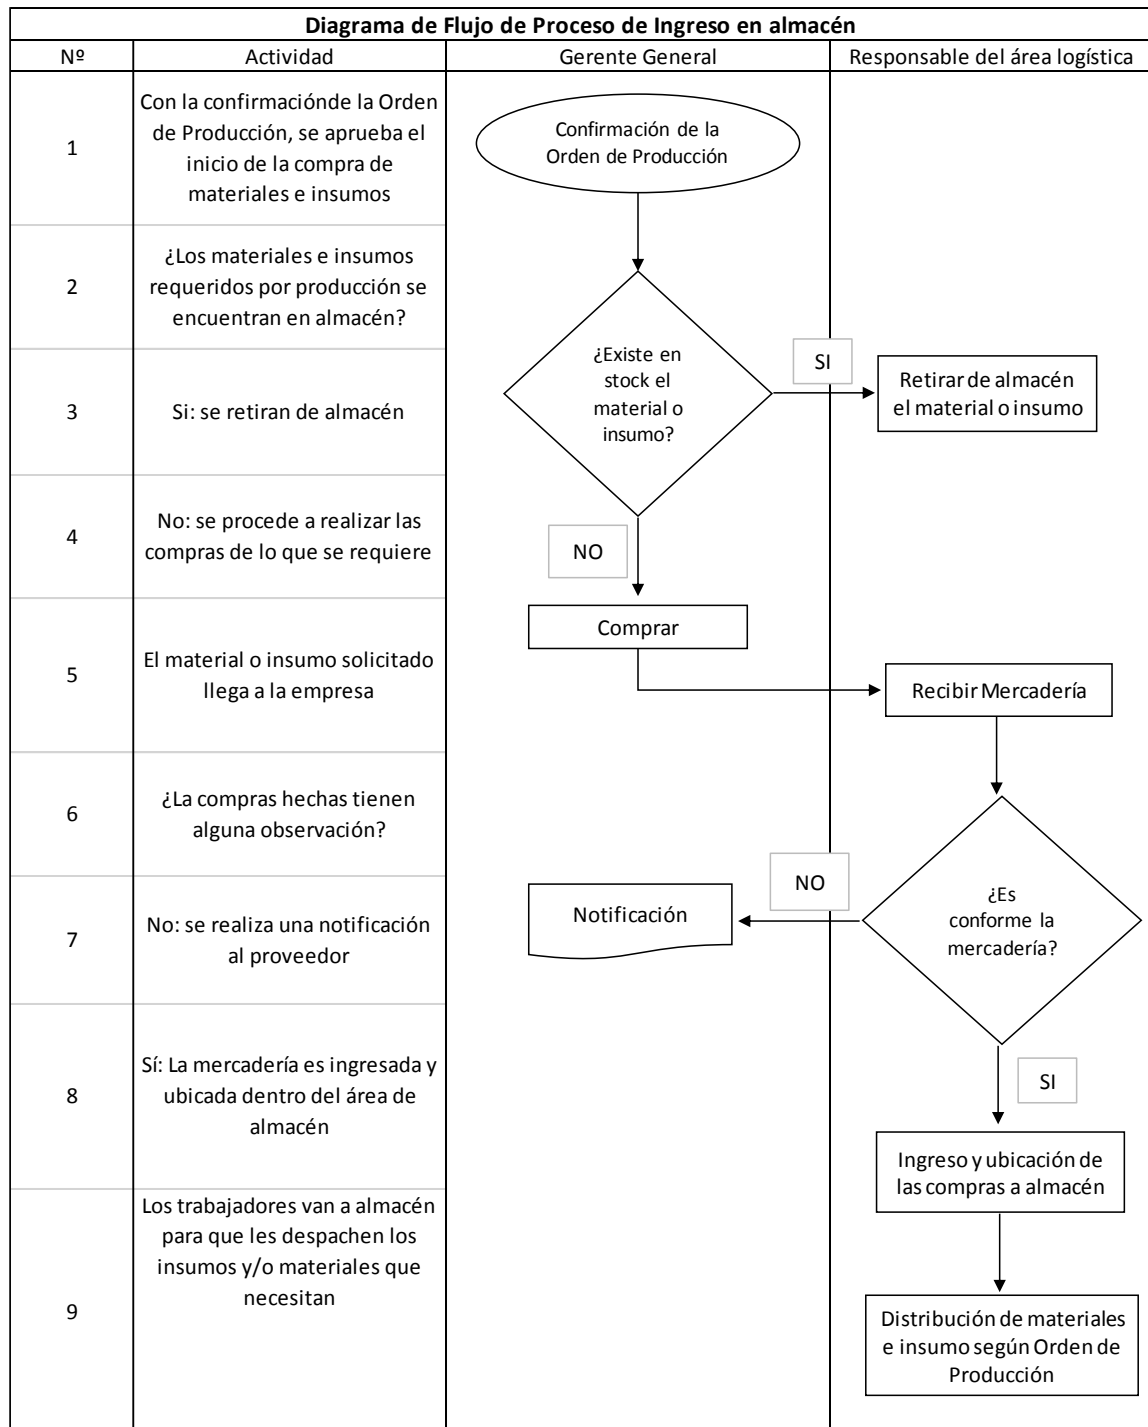 Diagrama de Flujo de Proceso de Ingreso en almacén
Nº
Actividad
Gerente General
Responsable del área logística
1
Con la confirmaciónde la Orden
de Producción, se aprueba el
inicio de la compra de
materiales e insumos
Confirmación de la
Orden de Producción
2
¿Los materiales e insumos
requeridos por producción se
encuentran en almacén?
¿Existe en
stock el
material o
insumo?
SI
Retirar de almacén
el material o insumo
3
Si: se retiran de almacén
4
No: se procede a realizar las
compras de lo que se requiere
NO
Comprar
5
El material o insumo solicitado
llega a la empresa
Recibir Mercadería
6
¿La compras hechas tienen
alguna observación?
¿Es
conforme la
mercadería?
NO
Notificación
7
No: se realiza una notificación
al proveedor
8
Sí: La mercadería es ingresada y
ubicada dentro del área de
almacén
SI
Ingreso y ubicación de
las compras a almacén
9
Los trabajadores van a almacén
para que les despachen los
insumos y/o materiales que
necesitan
Distribución de materiales
e insumo según Orden de
Producción